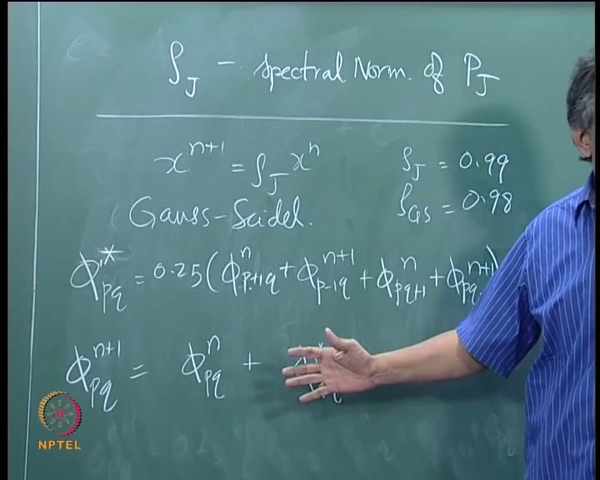 ρ_J - Spectral Norm. of P_J
x^{n+1} = ρ_J x^n
ρ_J = 0.99
Gauss-Seidel.
ρ_GS = 0.98
ϕ*_{pq} = 0.25(ϕ^n_{p+1q} + ϕ^{n+1}_{p-1q} + ϕ^n_{pq+1} + ϕ^{n+1}_{pq-
ϕ^{n+1}_{pq} = ϕ^n_{pq} +
NPTEL